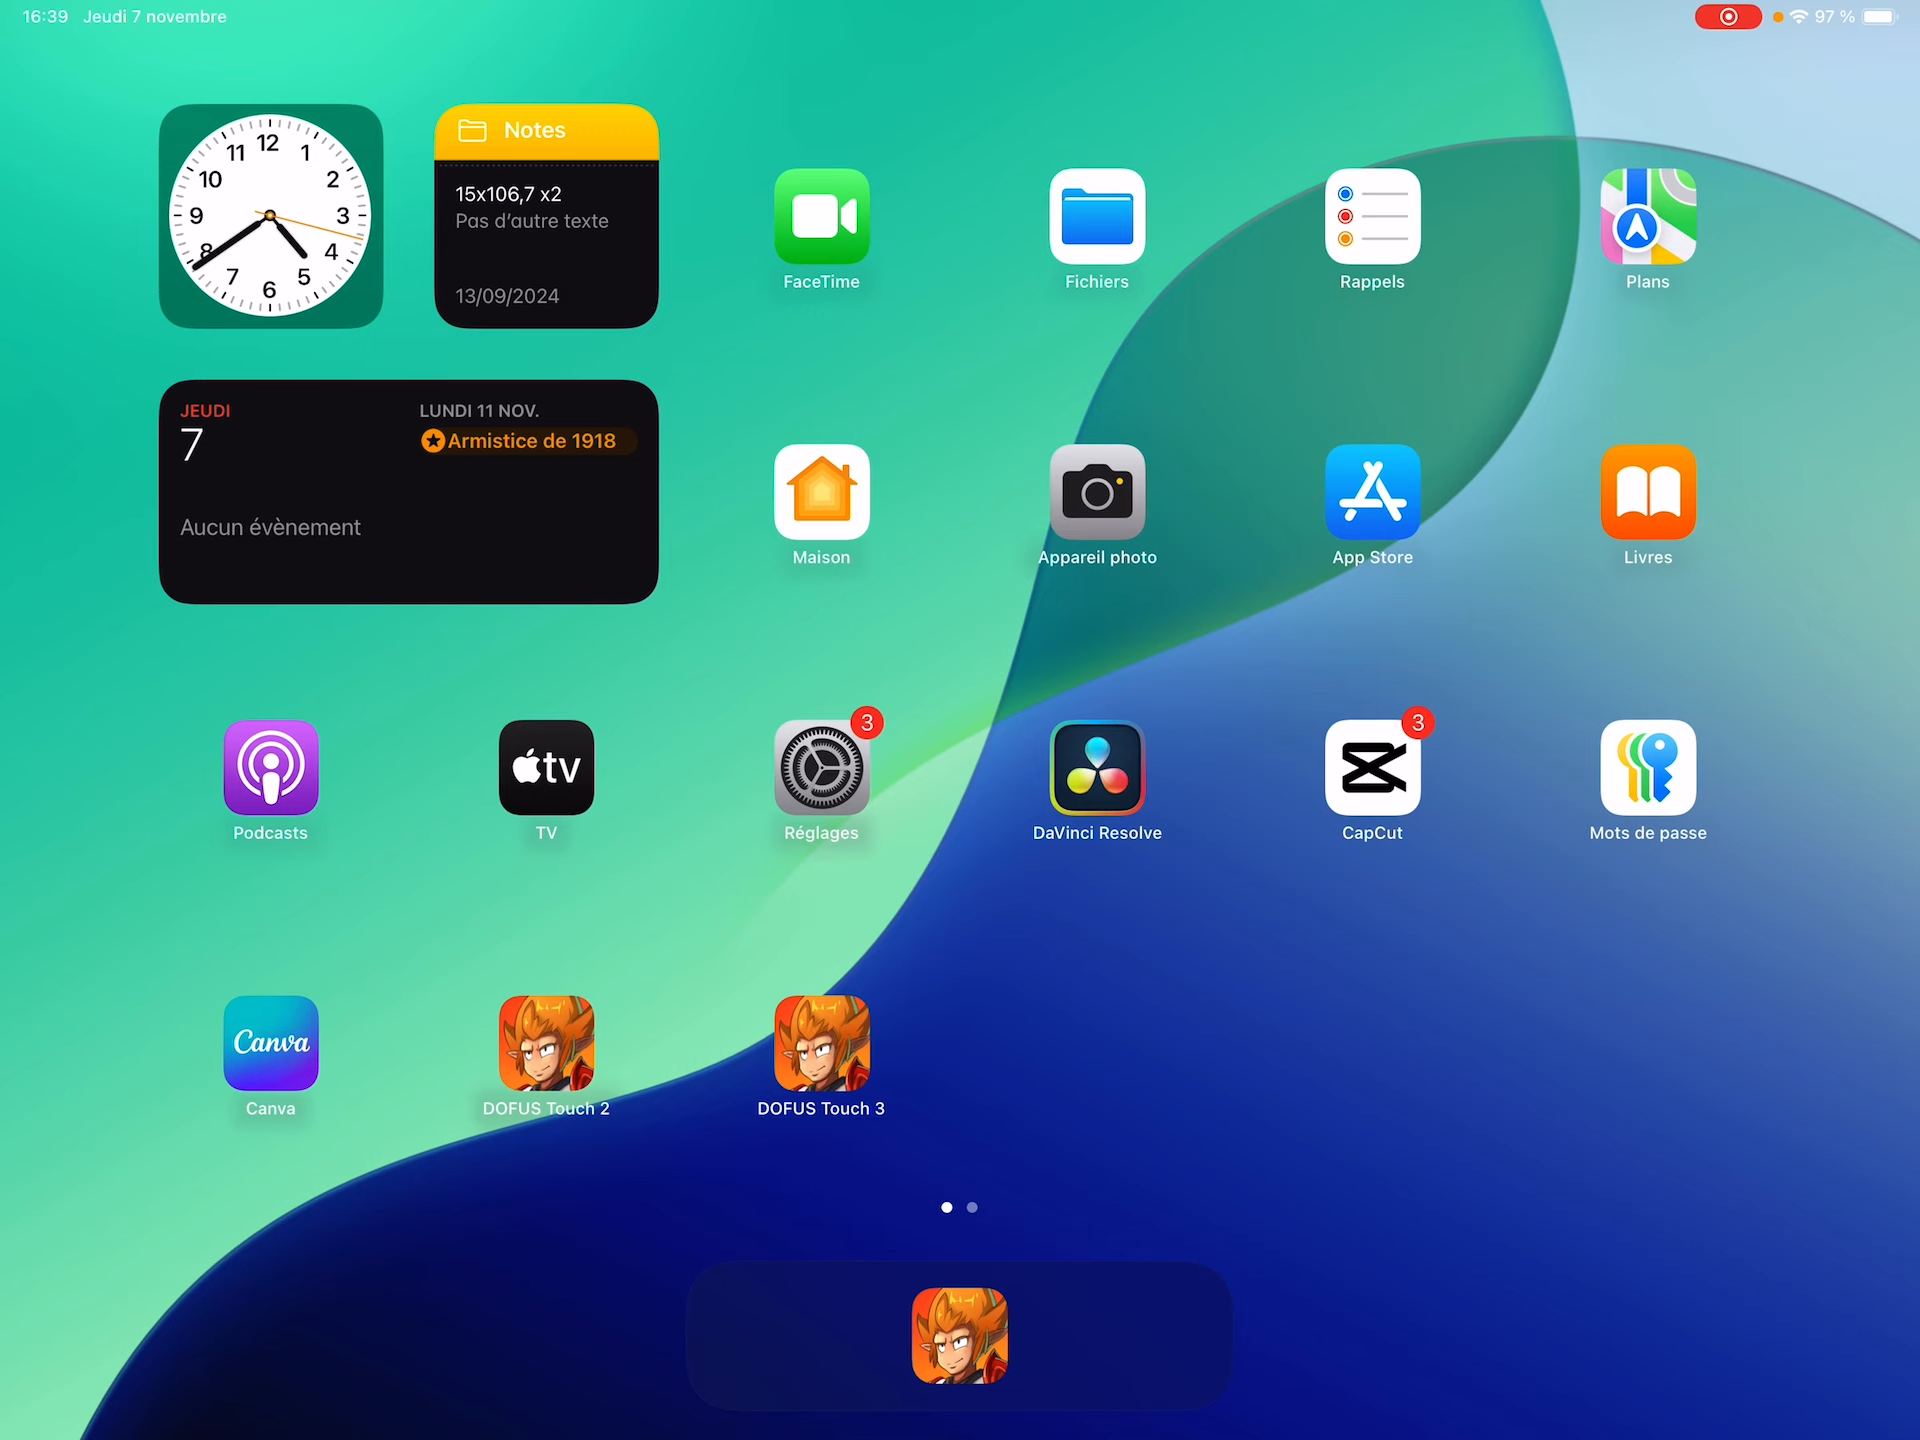 16:39 Jeudi 7 novembre
97 %
12
1
2
3
4
5
6
7
8
9
10
11
Notes
15x106,7 x2
Pas d’autre texte
13/09/2024
FaceTime
Fichiers
Rappels
Plans
JEUDI
7
Aucun évènement
LUNDI 11 NOV.
Armistice de 1918
Maison
Appareil photo
App Store
Livres
tv
3
3
Podcasts
TV
Réglages
DaVinci Resolve
CapCut
Mots de passe
Canva
Canva
DOFUS Touch 2
DOFUS Touch 3